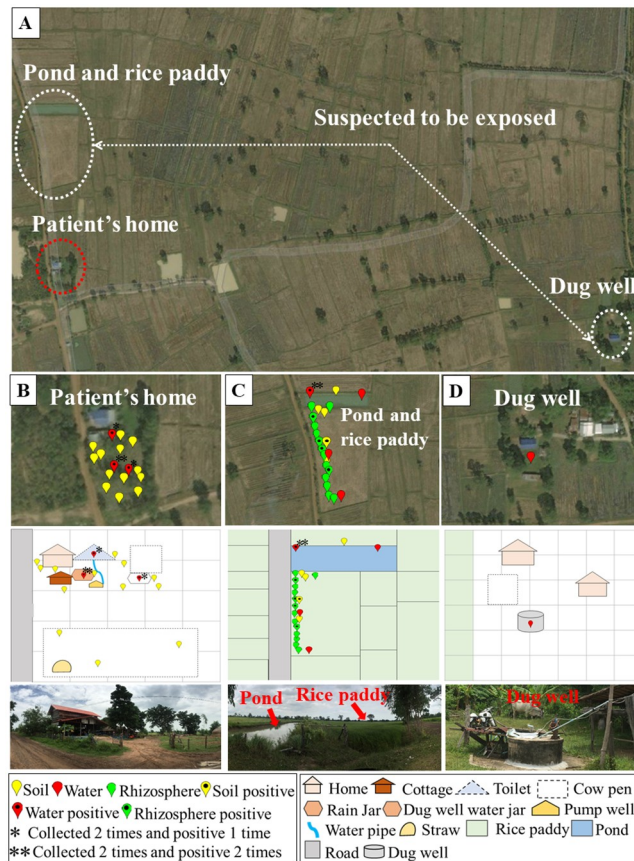 A
Pond and rice paddy
Suspected to be exposed
Patient's home
Dug well
B
Patient's home
*
**
*
C
**
Pond and
rice paddy
D
Dug well
*
**
*
**
Pond
Rice paddy
Dug well
Soil Water Rhizosphere Soil positive
Water positive Rhizosphere positive
* Collected 2 times and positive 1 time
** Collected 2 times and positive 2 times
Home Cottage Toilet Cow pen
Rain Jar Dug well water jar Pump well
Water pipe Straw Rice paddy Pond
Road Dug well